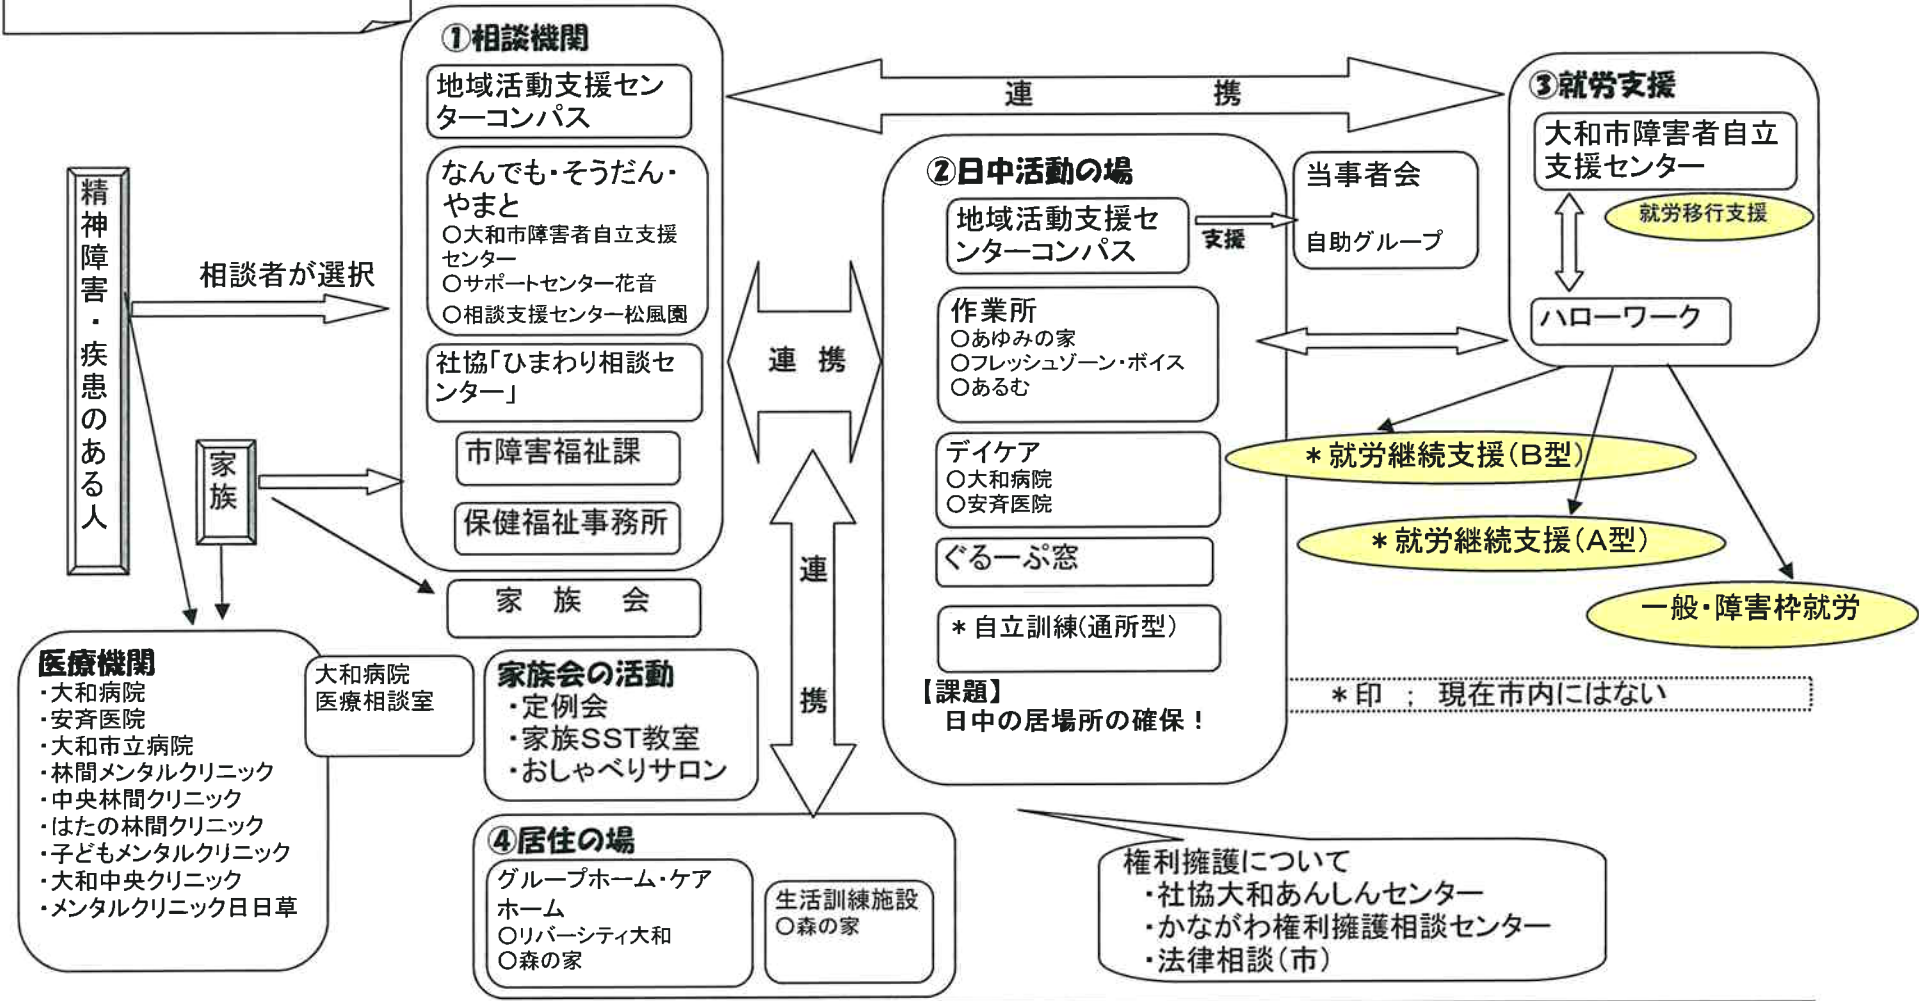 ①相談機関
地域活動支援セン
ターコンパス
なんでも・そうだん・
やまと
○大和市障害者自立支援
センター
○サポートセンター花音
○相談支援センター松風園
社協「ひまわり相談セ
ンター」
市障害福祉課
保健福祉事務所
精神障害・疾患のある人
相談者が選択
家族
家 族 会
医療機関
・大和病院
・安斉医院
・大和市立病院
・林間メンタルクリニック
・中央林間クリニック
・はたの林間クリニック
・子どもメンタルクリニック
・大和中央クリニック
・メンタルクリニック日日草
大和病院
医療相談室
家族会の活動
・定例会
・家族SST教室
・おしゃべりサロン
連 携
連 携
連 携
②日中活動の場
地域活動支援セ
ンターコンパス
支援
当事者会
自助グループ
作業所
○あゆみの家
○フレッシュゾーン・ボイス
○あるむ
デイケア
○大和病院
○安斉医院
ぐるーぷ窓
＊自立訓練(通所型)
【課題】
日中の居場所の確保！
③就労支援
大和市障害者自立
支援センター
就労移行支援
ハローワーク
＊就労継続支援(B型)
＊就労継続支援(A型)
一般・障害枠就労
＊印 ； 現在市内にはない
④居住の場
グループホーム・ケア
ホーム
○リバーシティ大和
○森の家
生活訓練施設
○森の家
権利擁護について
・社協大和あんしんセンター
・かながわ権利擁護相談センター
・法律相談(市)